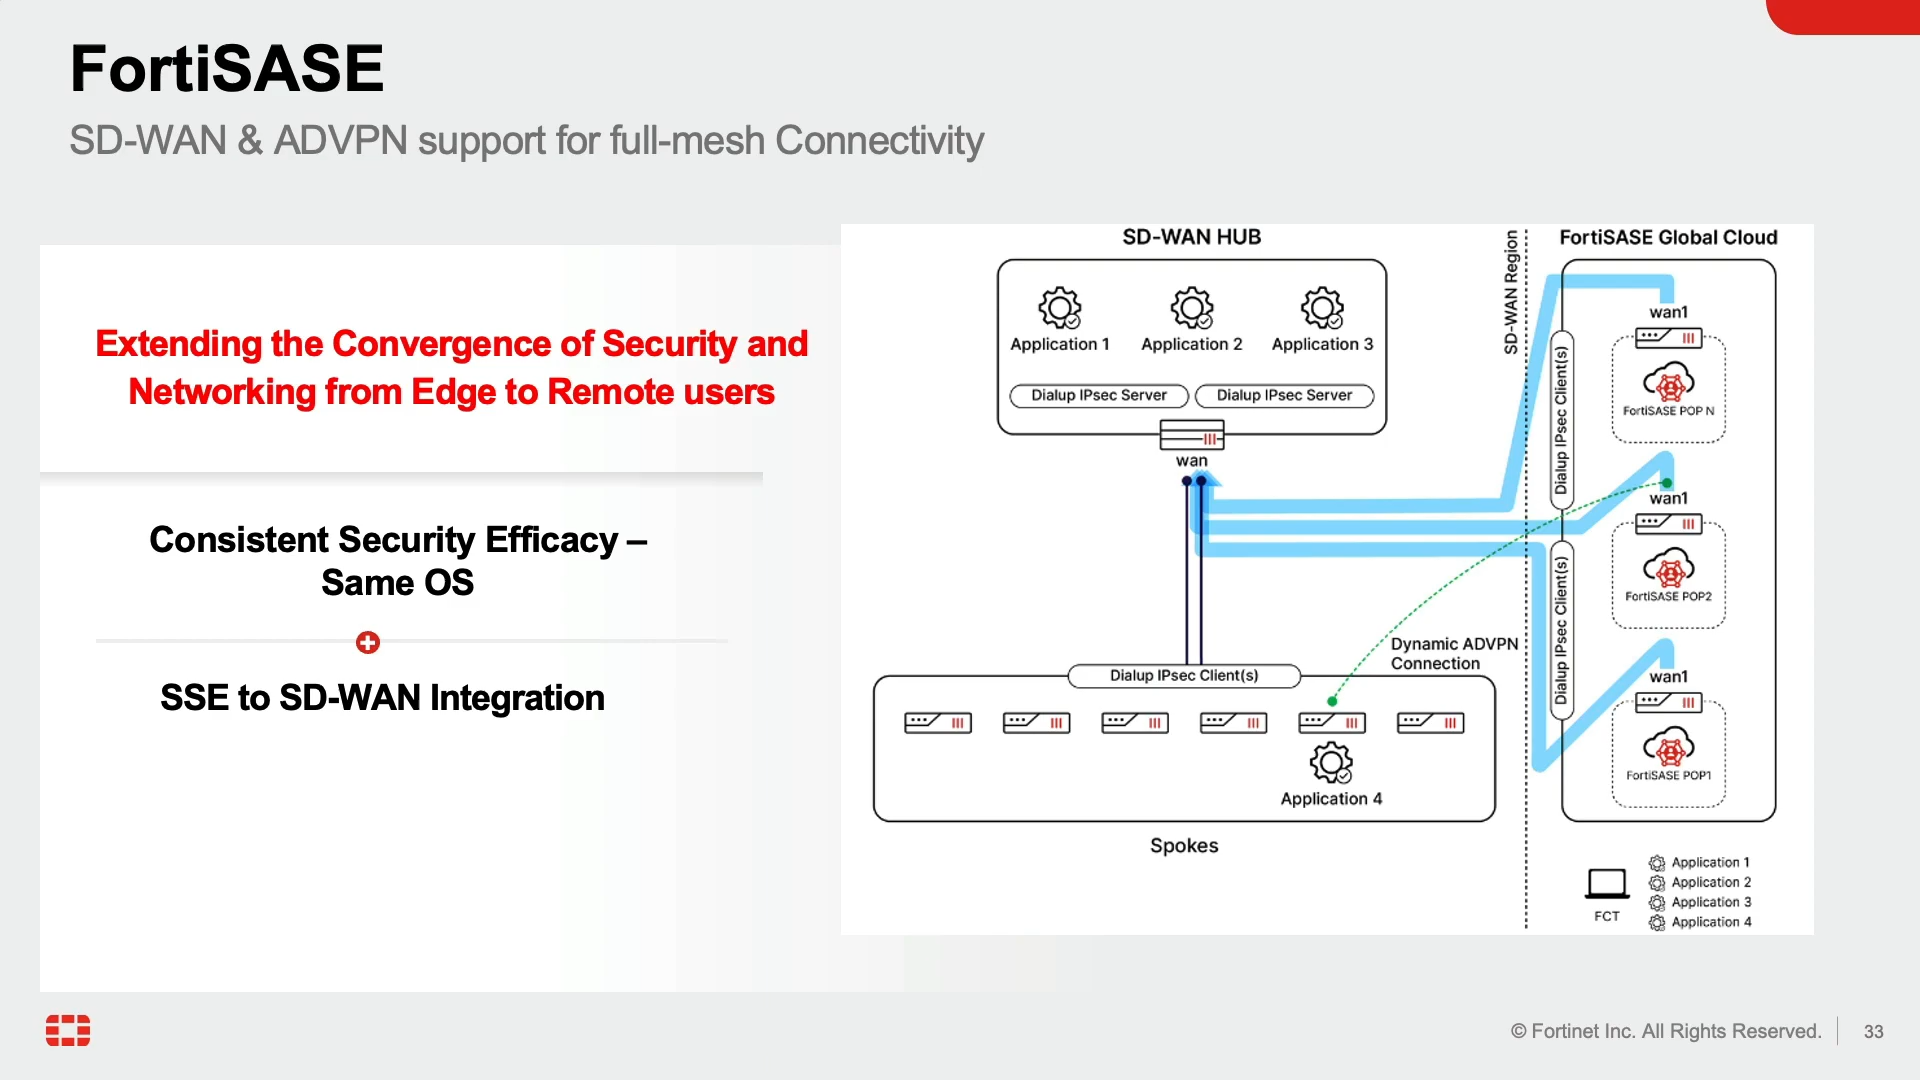 FortiSASE
SD-WAN & ADVPN support for full-mesh Connectivity
Extending the Convergence of Security and
Networking from Edge to Remote users
Consistent Security Efficacy –
Same OS
SSE to SD-WAN Integration
SD-WAN HUB
Application 1
Application 2
Application 3
Dialup IPsec Server
Dialup IPsec Server
wan
SD-WAN Region
FortiSASE Global Cloud
Dialup IPsec Client(s)
Dialup IPsec Client(s)
wan1
FortiSASE POP N
wan1
FortiSASE POP2
wan1
FortiSASE POP1
Dynamic ADVPN
Connection
Dialup IPsec Client(s)
Application 4
Spokes
FCT
Application 1
Application 2
Application 3
Application 4
© Fortinet Inc. All Rights Reserved.
33